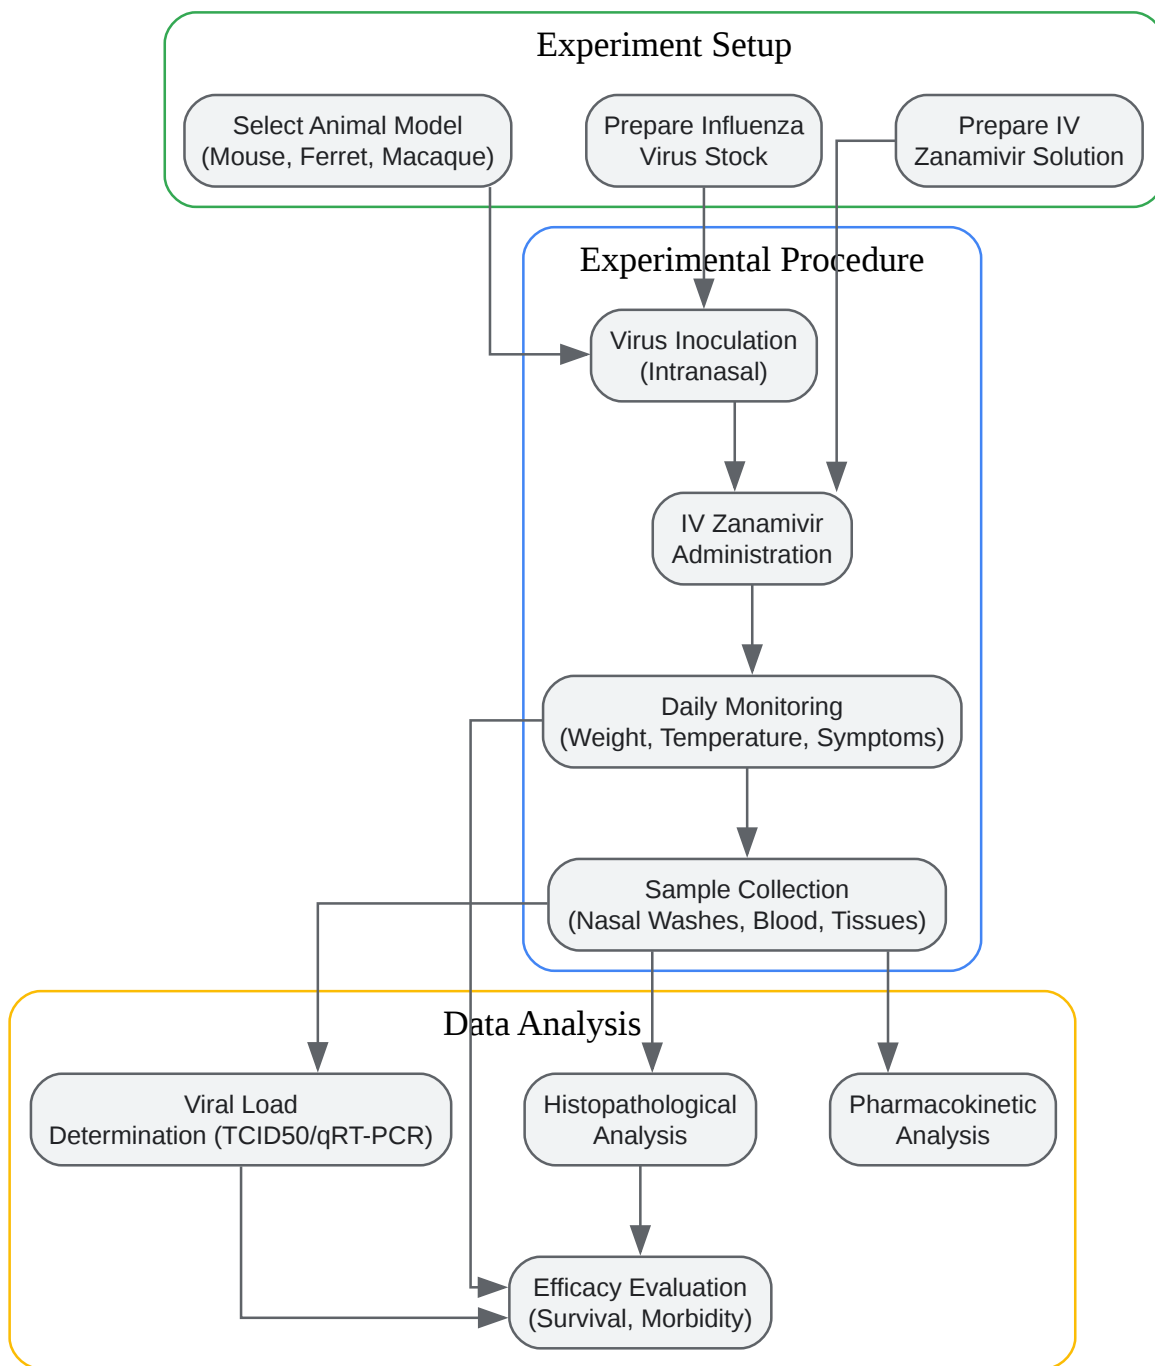 Experiment Setup
Select Animal Model
(Mouse, Ferret, Macaque)
Prepare Influenza
Virus Stock
Prepare IV
Zanamivir Solution
Experimental Procedure
Virus Inoculation
(Intranasal)
IV Zanamivir
Administration
Daily Monitoring
(Weight, Temperature, Symptoms)
Sample Collection
(Nasal Washes, Blood, Tissues)
Data Analysis
Viral Load
Determination (TCID50/qRT-PCR)
Histopathological
Analysis
Pharmacokinetic
Analysis
Efficacy Evaluation
(Survival, Morbidity)